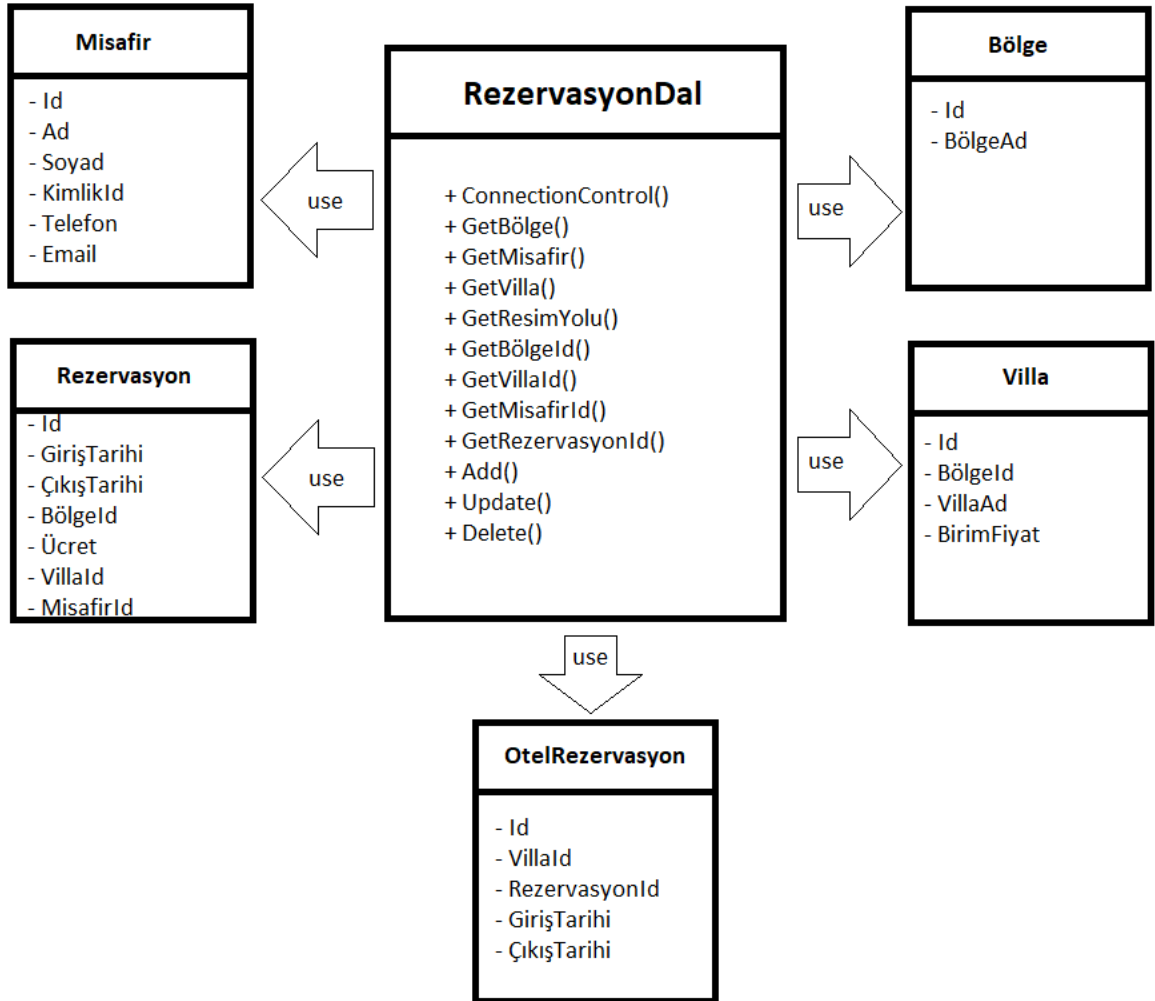 Misafir
- Id
- Ad
- Soyad
- KimlikId
- Telefon
- Email
use
RezervasyonDal
+ ConnectionControl()
+ GetBölge()
+ GetMisafir()
+ GetVilla()
+ GetResimYolu()
+ GetBölgeId()
+ GetVillaId()
+ GetMisafirId()
+ GetRezervasyonId()
+ Add()
+ Update()
+ Delete()
use
Bölge
- Id
- BölgeAd
Rezervasyon
- Id
- GirişTarihi
- ÇıkışTarihi
- BölgeId
- Ücret
- VillaId
- MisafirId
use
use
Villa
- Id
- BölgeId
- VillaAd
- BirimFiyat
use
OtelRezervasyon
- Id
- VillaId
- RezervasyonId
- GirişTarihi
- ÇıkışTarihi